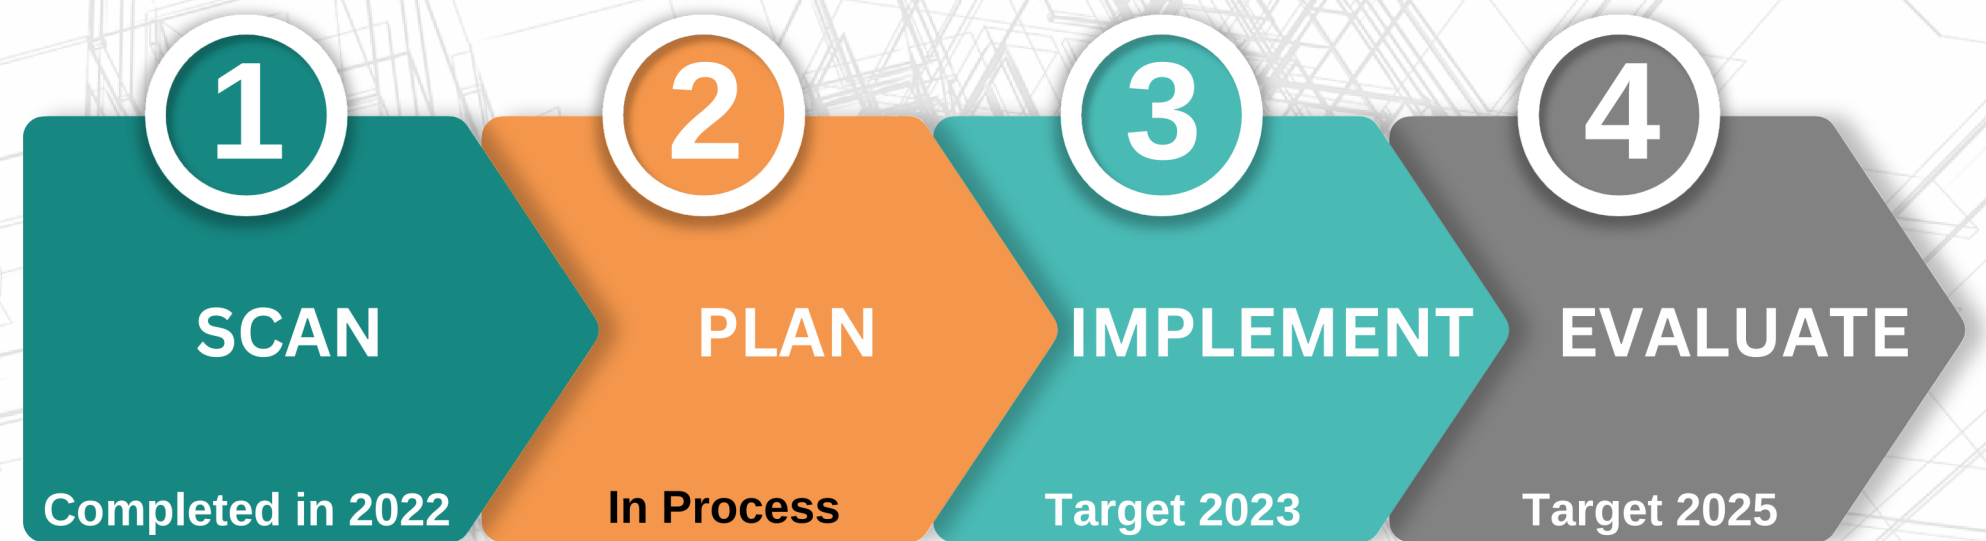 1
SCAN
Completed in 2022
2
PLAN
In Process
3
IMPLEMENT
Target 2023
4
EVALUATE
Target 2025